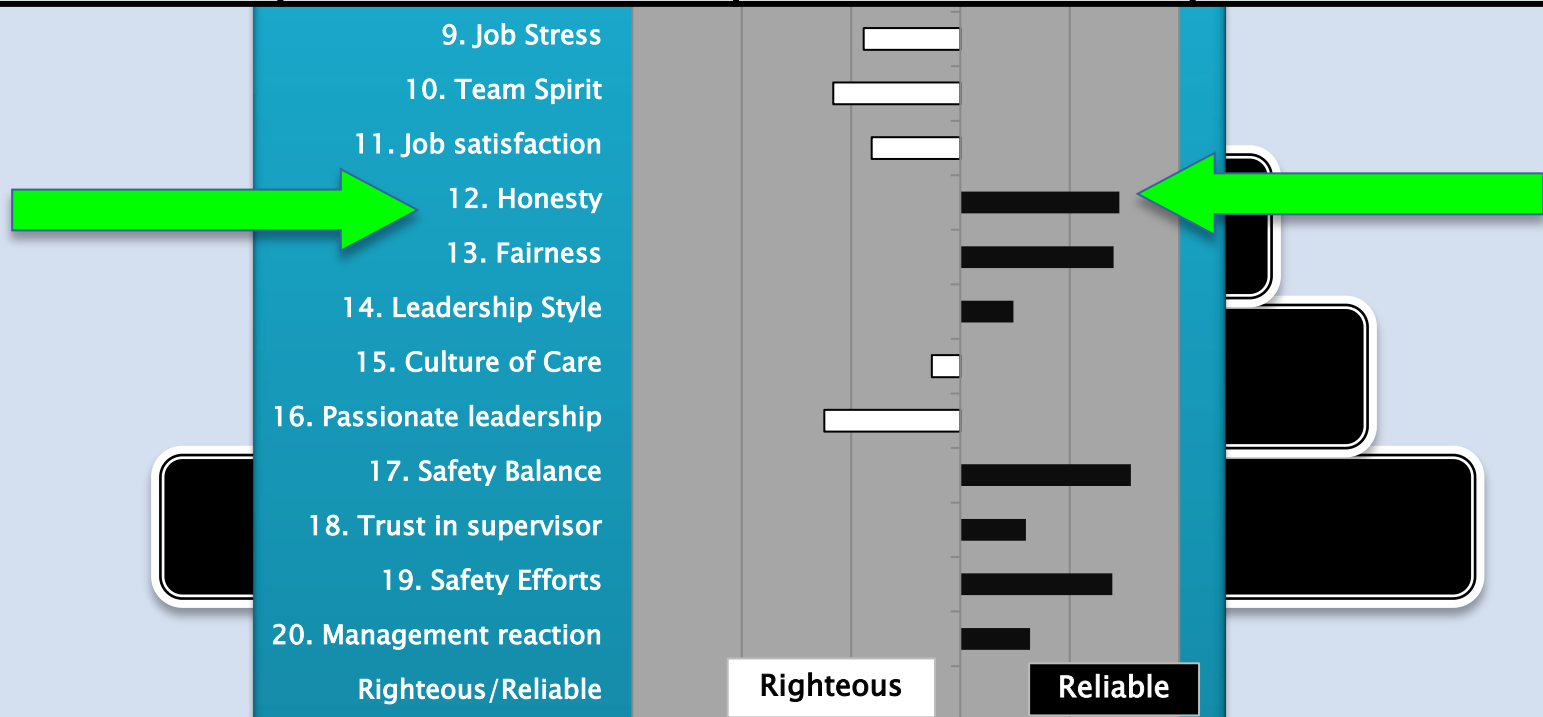 9. Job Stress
10. Team Spirit
11. Job satisfaction
12. Honesty
13. Fairness
14. Leadership Style
15. Culture of Care
16. Passionate leadership
17. Safety Balance
18. Trust in supervisor
19. Safety Efforts
20. Management reaction
Righteous/Reliable
Righteous
Reliable